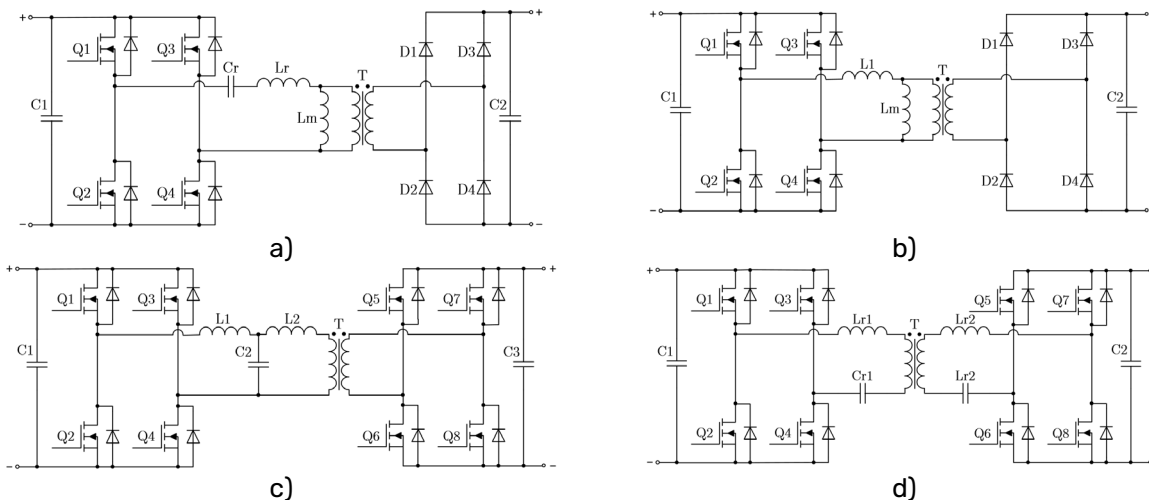 + Q1 Q3 Cr Lr T D1 D3 +
C1 Lm C2
Q2 Q4 D2 D4
− −
a)
+ Q1 Q3 L1 T D1 D3
C1 Lm C2
Q2 Q4 D2 D4
−
b)
+ Q1 Q3 L1 L2 T Q5 Q7 +
C1 C2 C3
Q2 Q4 Q6 Q8
− −
c)
+ Q1 Q3 Lr1 T Lr2 Q5 Q7
C1 Cr1 Lr2 C2
Q2 Q4 Q6 Q8
−
d)